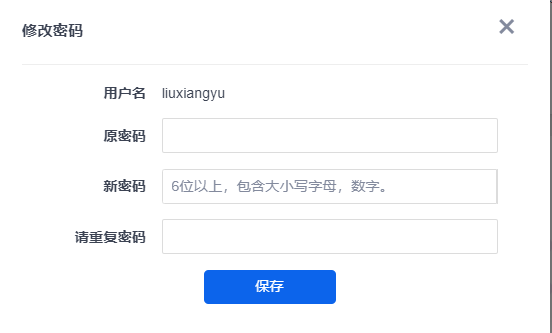 修改密码
用户名 liuxiangyu
原密码
新密码 6位以上，包含大小写字母，数字。
请重复密码
保存